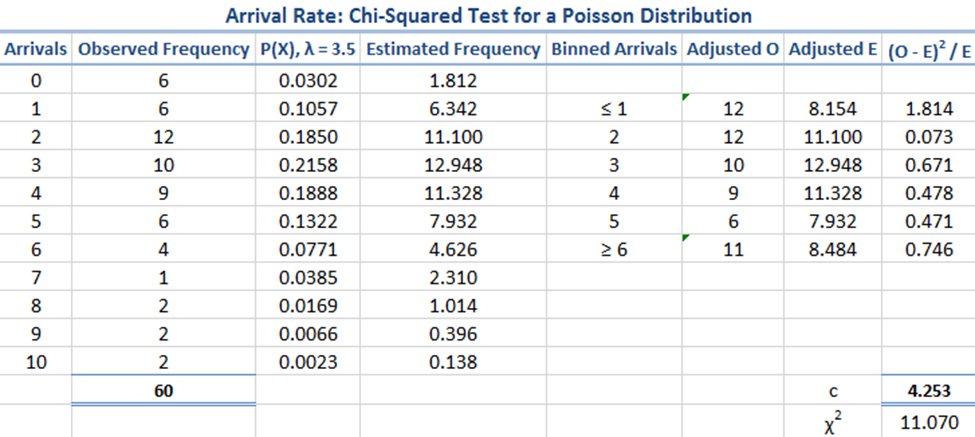 Arrival Rate: Chi-Squared Test for a Poisson Distribution
Arrivals Observed Frequency P(X), λ = 3.5 Estimated Frequency Binned Arrivals Adjusted O Adjusted E (O - E)² / E
0 6 0.0302 1.812
1 6 0.1057 6.342 ≤ 1 12 8.154 1.814
2 12 0.1850 11.100 2 12 11.100 0.073
3 10 0.2158 12.948 3 10 12.948 0.671
4 9 0.1888 11.328 4 9 11.328 0.478
5 6 0.1322 7.932 5 6 7.932 0.471
6 4 0.0771 4.626 ≥ 6 11 8.484 0.746
7 1 0.0385 2.310
8 2 0.0169 1.014
9 2 0.0066 0.396
10 2 0.0023 0.138
60 c 4.253
χ² 11.070